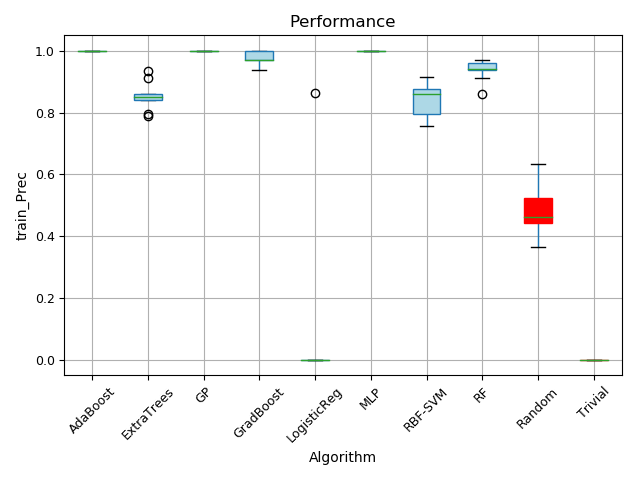 Performance
train_Prec
1.0
0.8
0.6
0.4
0.2
0.0
AdaBoost
ExtraTrees
GP
GradBoost
LogisticReg
MLP
RBF-SVM
RF
Random
Trivial
Algorithm